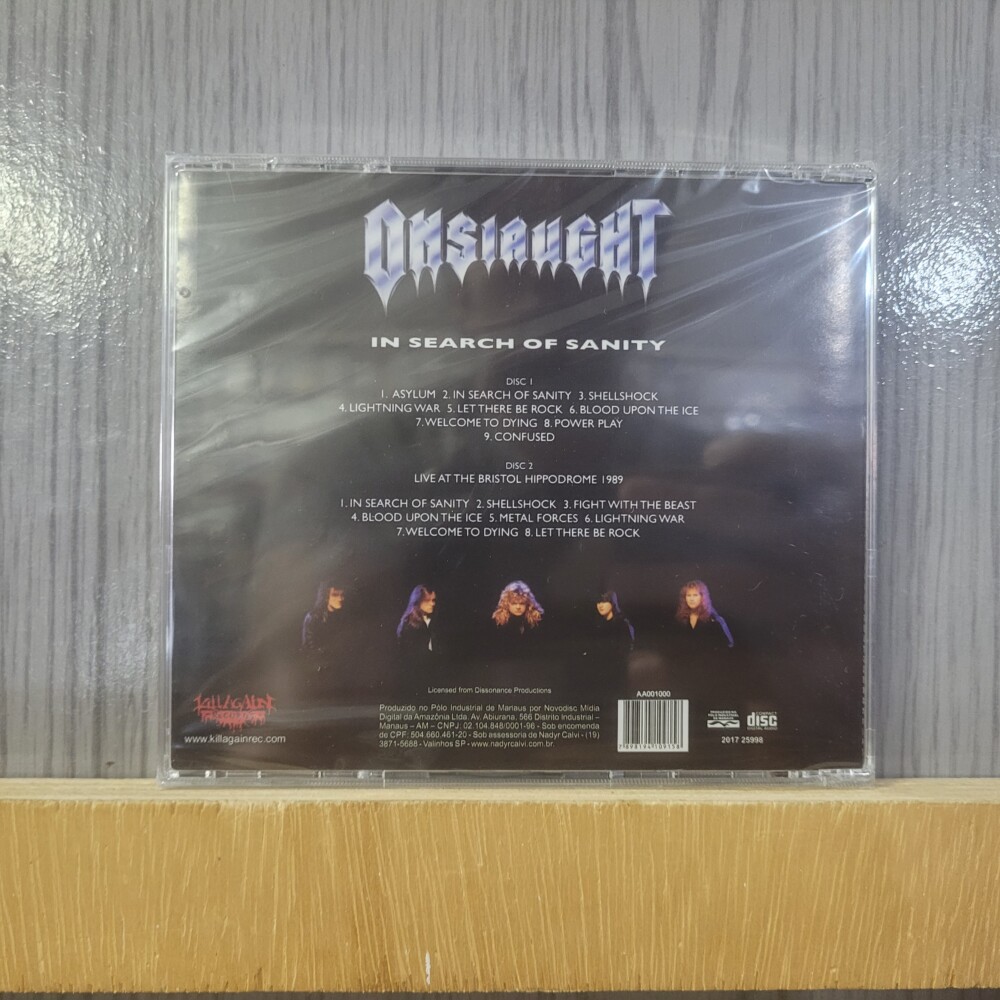 ONSLAUGHT
IN SEARCH OF SANITY
DISC 1
1. ASYLUM 2. IN SEARCH OF SANITY 3. SHELLSHOCK
4. LIGHTNING WAR 5. LET THERE BE ROCK 6. BLOOD UPON THE ICE
7. WELCOME TO DYING 8. POWER PLAY
9. CONFUSED
DISC 2
LIVE AT THE BRISTOL HIPPODROME 1989
1. IN SEARCH OF SANITY 2. SHELLSHOCK 3. FIGHT WITH THE BEAST
4. BLOOD UPON THE ICE 5. METAL FORCES 6. LIGHTNING WAR
7. WELCOME TO DYING 8. LET THERE BE ROCK
Licensed from Dissonance Productions
Produzido no Pólo Industrial de Manaus por Novodisc Mídia
Digital da Amazônia Ltda. Av. Abiurana. 566 Distrito Industrial –
Manaus – AM – CNPJ: 02.104.848/0001-96 - Sob encomenda
de CPF: 504.660.461-20 - Sob assessoria de Nadyr Calvi - (19)
3871-5688 - Valinhos SP - www.nadyrcalvi.com.br
KILLAGAIN
www.killagainrec.com
AA001000
7898194109138
COMPACT
disc
DIGITAL AUDIO
2017 25998